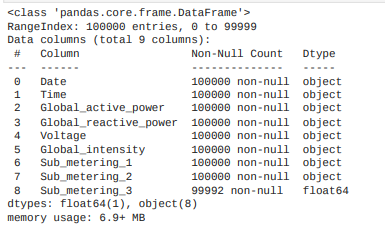 <class 'pandas.core.frame.DataFrame'>
RangeIndex: 100000 entries, 0 to 99999
Data columns (total 9 columns):
 #   Column                 Non-Null Count   Dtype
---  ------                 --------------   -----
 0   Date                   100000 non-null  object
 1   Time                   100000 non-null  object
 2   Global_active_power    100000 non-null  object
 3   Global_reactive_power  100000 non-null  object
 4   Voltage                100000 non-null  object
 5   Global_intensity       100000 non-null  object
 6   Sub_metering_1         100000 non-null  object
 7   Sub_metering_2         100000 non-null  object
 8   Sub_metering_3         99992 non-null   float64
dtypes: float64(1), object(8)
memory usage: 6.9+ MB